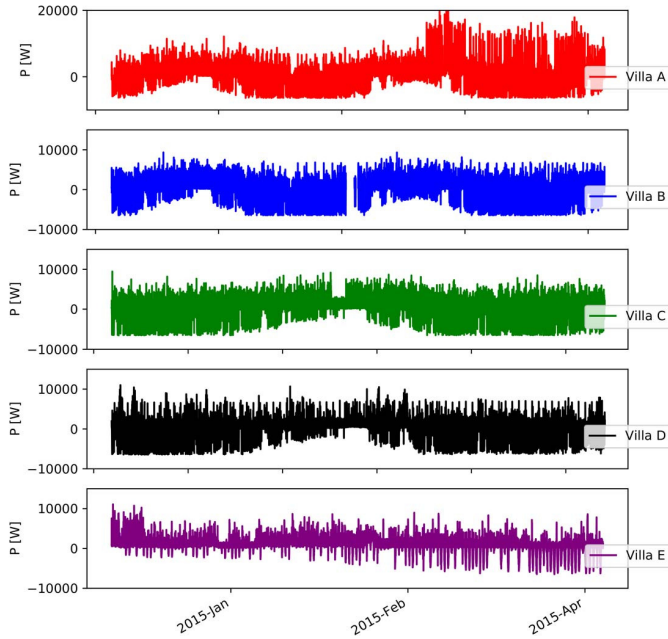 20000
P [W]
0
Villa A
10000
P [W]
0
Villa B
−10000
10000
P [W]
0
Villa C
−10000
10000
P [W]
0
Villa D
−10000
10000
P [W]
0
Villa E
−10000
2015-Jan
2015-Feb
2015-Apr